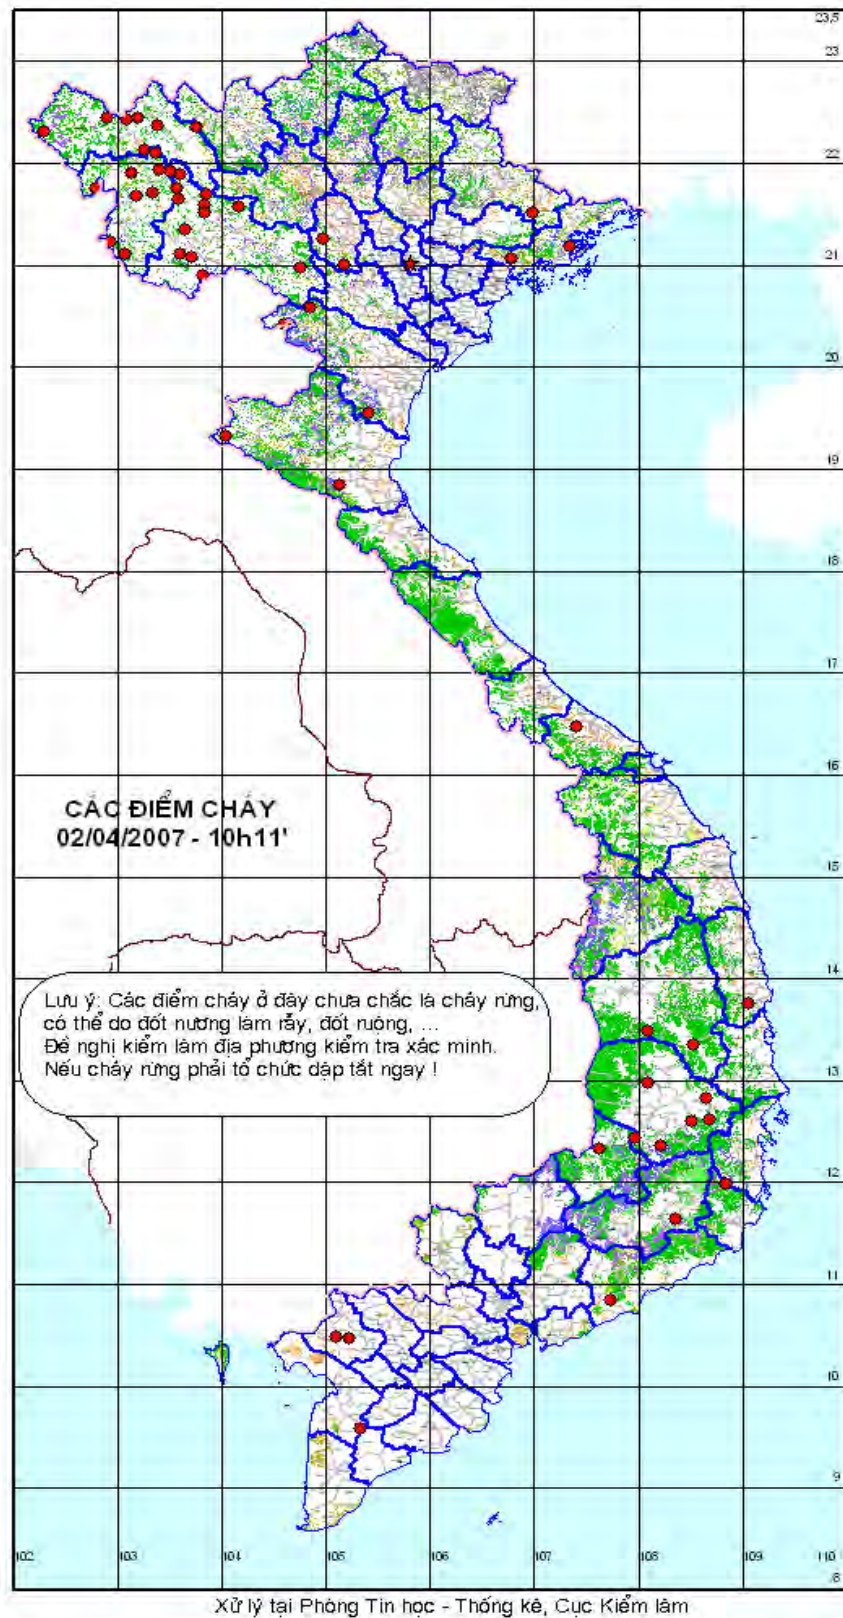 23,5
23
22
21
20
19
18
17
16
CÁC ĐIỂM CHÁY
02/04/2007 - 10h11'
15
14
Lưu ý: Các điểm cháy ở đây chưa chắc là cháy rừng,
có thể do đốt nương làm rẫy, đốt ruộng, ...
Đề nghị kiểm lâm địa phương kiểm tra xác minh.
Nếu cháy rừng phải tổ chức dập tắt ngay !
13
12
11
10
9
102 103 104 105 106 107 108 109 110
8
Xử lý tại Phòng Tin học - Thống kê, Cục Kiểm lâm